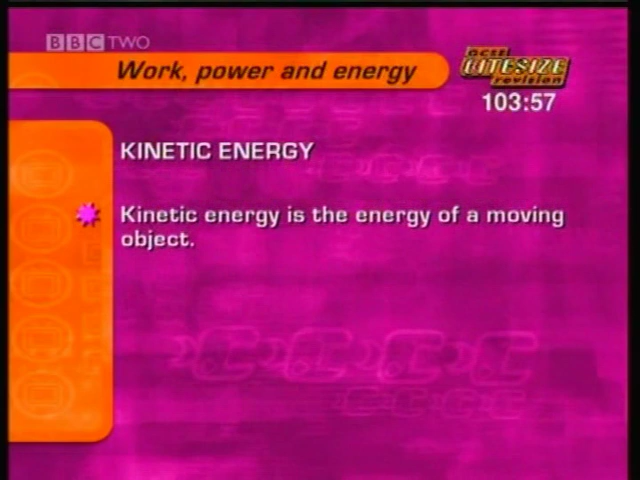 BBC TWO
Work, power and energy
GCSE
BITESIZE
revision
103:57
KINETIC ENERGY
Kinetic energy is the energy of a moving
object.